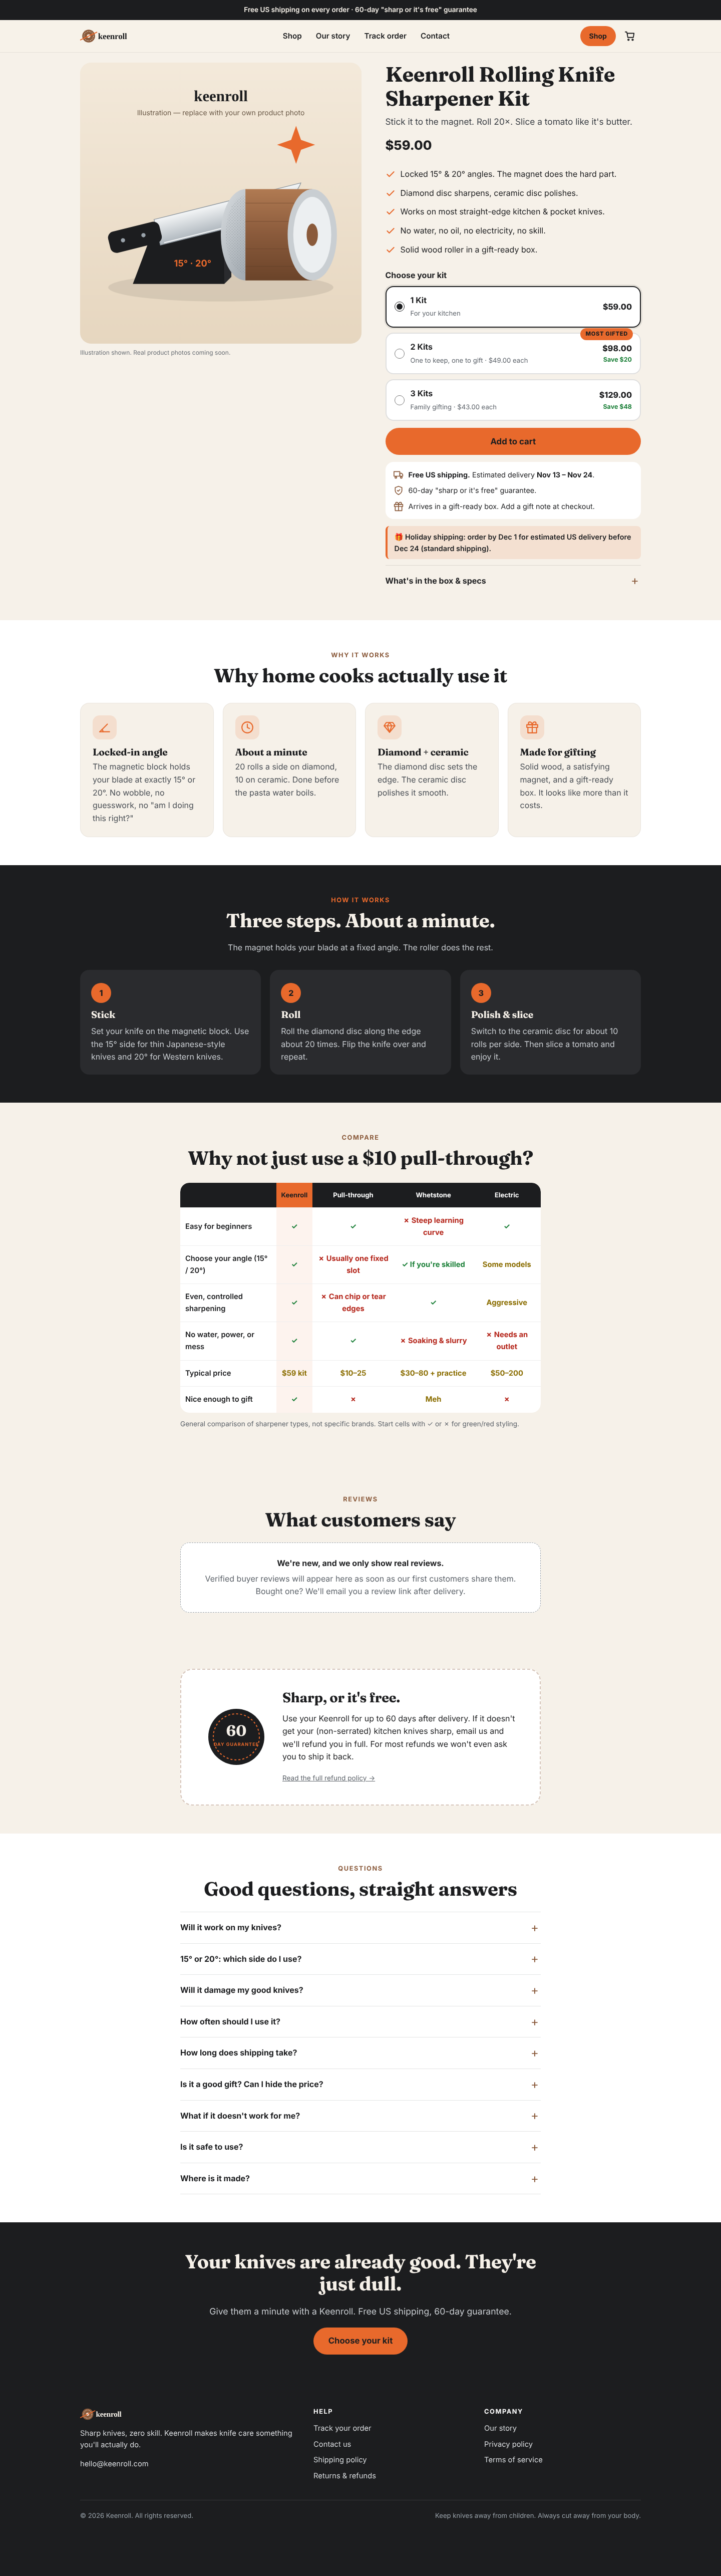 Free US shipping on every order · 60-day "sharp or it's free" guarantee
keenroll
Shop
Our story
Track order
Contact
Shop
keenroll
Illustration — replace with your own product photo
15° · 20°
Illustration shown. Real product photos coming soon.
Keenroll Rolling Knife
Sharpener Kit
Stick it to the magnet. Roll 20×. Slice a tomato like it's butter.
$59.00
Locked 15° & 20° angles. The magnet does the hard part.
Diamond disc sharpens, ceramic disc polishes.
Works on most straight-edge kitchen & pocket knives.
No water, no oil, no electricity, no skill.
Solid wood roller in a gift-ready box.
Choose your kit
1 Kit
For your kitchen
$59.00
MOST GIFTED
2 Kits
One to keep, one to gift · $49.00 each
$98.00
Save $20
3 Kits
Family gifting · $43.00 each
$129.00
Save $48
Add to cart
Free US shipping. Estimated delivery Nov 13 – Nov 24.
60-day "sharp or it's free" guarantee.
Arrives in a gift-ready box. Add a gift note at checkout.
🎁 Holiday shipping: order by Dec 1 for estimated US delivery before
Dec 24 (standard shipping).
What's in the box & specs +
WHY IT WORKS
Why home cooks actually use it
Locked-in angle
The magnetic block holds
your blade at exactly 15° or
20°. No wobble, no
guesswork, no "am I doing
this right?"
About a minute
20 rolls a side on diamond,
10 on ceramic. Done before
the pasta water boils.
Diamond + ceramic
The diamond disc sets the
edge. The ceramic disc
polishes it smooth.
Made for gifting
Solid wood, a satisfying
magnet, and a gift-ready
box. It looks like more than it
costs.
HOW IT WORKS
Three steps. About a minute.
The magnet holds your blade at a fixed angle. The roller does the rest.
1
Stick
Set your knife on the magnetic block. Use
the 15° side for thin Japanese-style
knives and 20° for Western knives.
2
Roll
Roll the diamond disc along the edge
about 20 times. Flip the knife over and
repeat.
3
Polish & slice
Switch to the ceramic disc for about 10
rolls per side. Then slice a tomato and
enjoy it.
COMPARE
Why not just use a $10 pull-through?
Keenroll Pull-through Whetstone Electric
Easy for beginners ✓ ✓ ✗ Steep learning
curve ✓
Choose your angle (15°
/ 20°) ✓ ✗ Usually one fixed
slot ✓ If you're skilled Some models
Even, controlled
sharpening ✓ ✗ Can chip or tear
edges ✓ Aggressive
No water, power, or
mess ✓ ✓ ✗ Soaking & slurry ✗ Needs an
outlet
Typical price $59 kit $10–25 $30–80 + practice $50–200
Nice enough to gift ✓ ✗ Meh ✗
General comparison of sharpener types, not specific brands. Start cells with ✓ or ✗ for green/red styling.
REVIEWS
What customers say
We're new, and we only show real reviews.
Verified buyer reviews will appear here as soon as our first customers share them.
Bought one? We'll email you a review link after delivery.
60
DAY GUARANTEE
Sharp, or it's free.
Use your Keenroll for up to 60 days after delivery. If it doesn't
get your (non-serrated) kitchen knives sharp, email us and
we'll refund you in full. For most refunds we won't even ask
you to ship it back.
Read the full refund policy →
QUESTIONS
Good questions, straight answers
Will it work on my knives? +
15° or 20°: which side do I use? +
Will it damage my good knives? +
How often should I use it? +
How long does shipping take? +
Is it a good gift? Can I hide the price? +
What if it doesn't work for me? +
Is it safe to use? +
Where is it made? +
Your knives are already good. They're
just dull.
Give them a minute with a Keenroll. Free US shipping, 60-day guarantee.
Choose your kit
keenroll
Sharp knives, zero skill. Keenroll makes knife care something
you'll actually do.
hello@keenroll.com
HELP
Track your order
Contact us
Shipping policy
Returns & refunds
COMPANY
Our story
Privacy policy
Terms of service
© 2026 Keenroll. All rights reserved.
Keep knives away from children. Always cut away from your body.